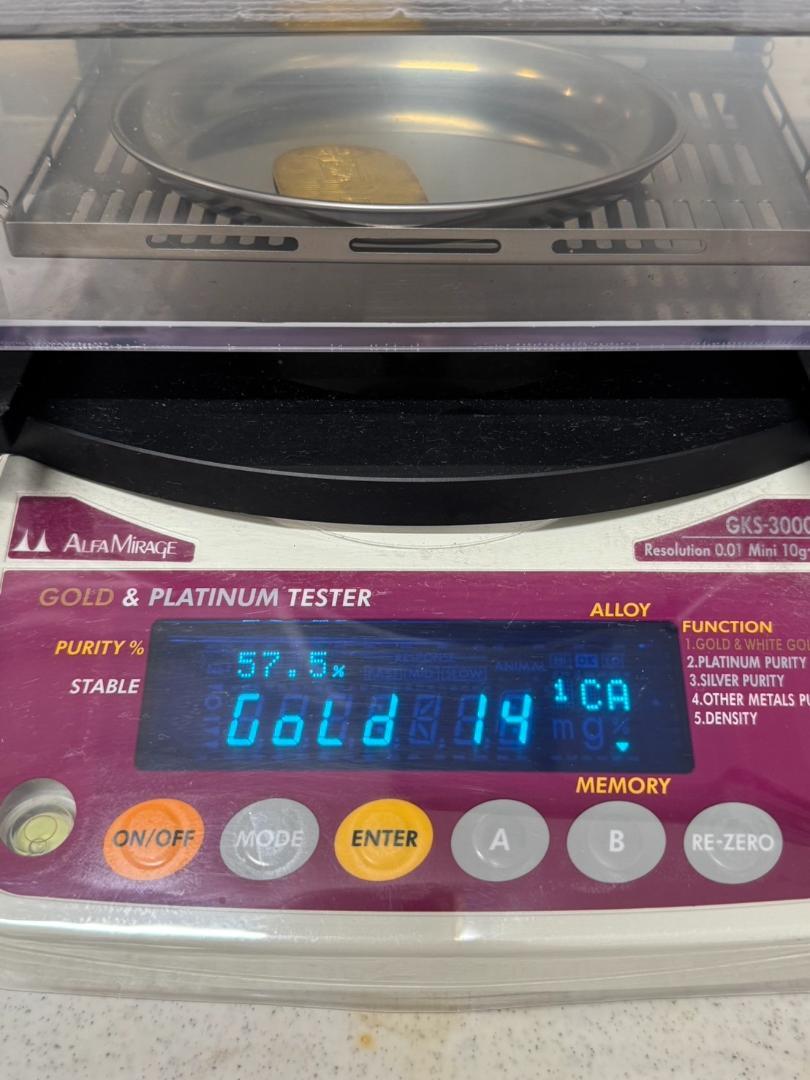 ALFAMIRAGE
GKS-3000
Resolution 0.01 Mini 10g
GOLD & PLATINUM TESTER
ALLOY
PURITY %
STABLE
57.5%
ANIMAL
Gold 14
1CA
mg%
FUNCTION
1.GOLD & WHITE GOL
2.PLATINUM PURITY
3.SILVER PURITY
4.OTHER METALS PU
5.DENSITY
MEMORY
ON/OFF
MODE
ENTER
A
B
RE-ZERO